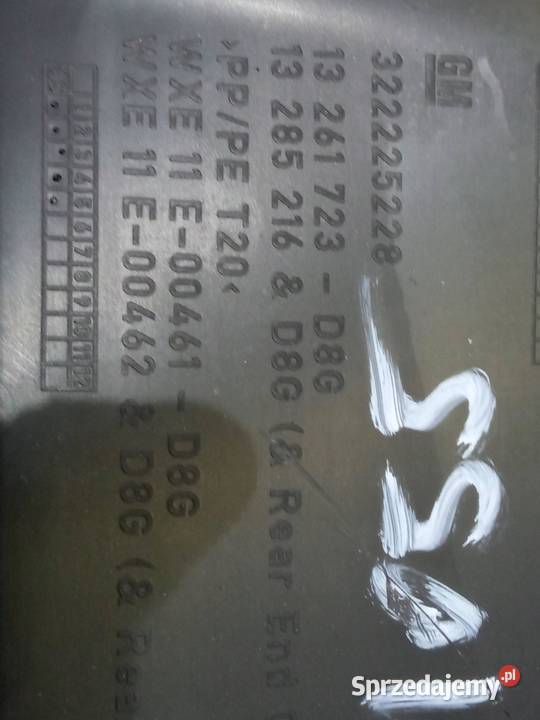 GM
322225228
13 261 723 - D8G
13 285 216 & D8G (& Rear End
>PP/PE T20<
WXE 11 E-00461 - D8G
WXE 11 E-00462 & D8G (& Rea
1 2 3 4 5 6 7 8 9 10 11 12
Sprzedajemy.pl